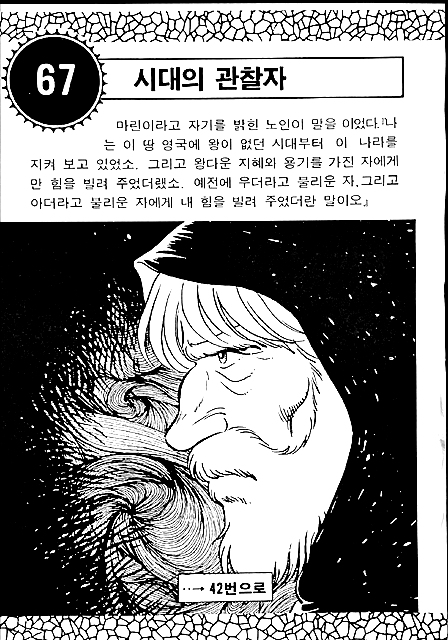 67
시대의 관찰자
마린이라고 자기를 밝힌 노인이 말을 이었다.『나
는 이 땅 영국에 왕이 없던 시대부터 이 나라를
지켜 보고 있었소. 그리고 왕다운 지혜와 용기를 가진 자에게
만 힘을 빌려 주었더랬소. 예전에 우더라고 불리운 자,그리고
아더라고 불리운 자에게 내 힘을 빌려 주었더란 말이오』
…→ 42번으로